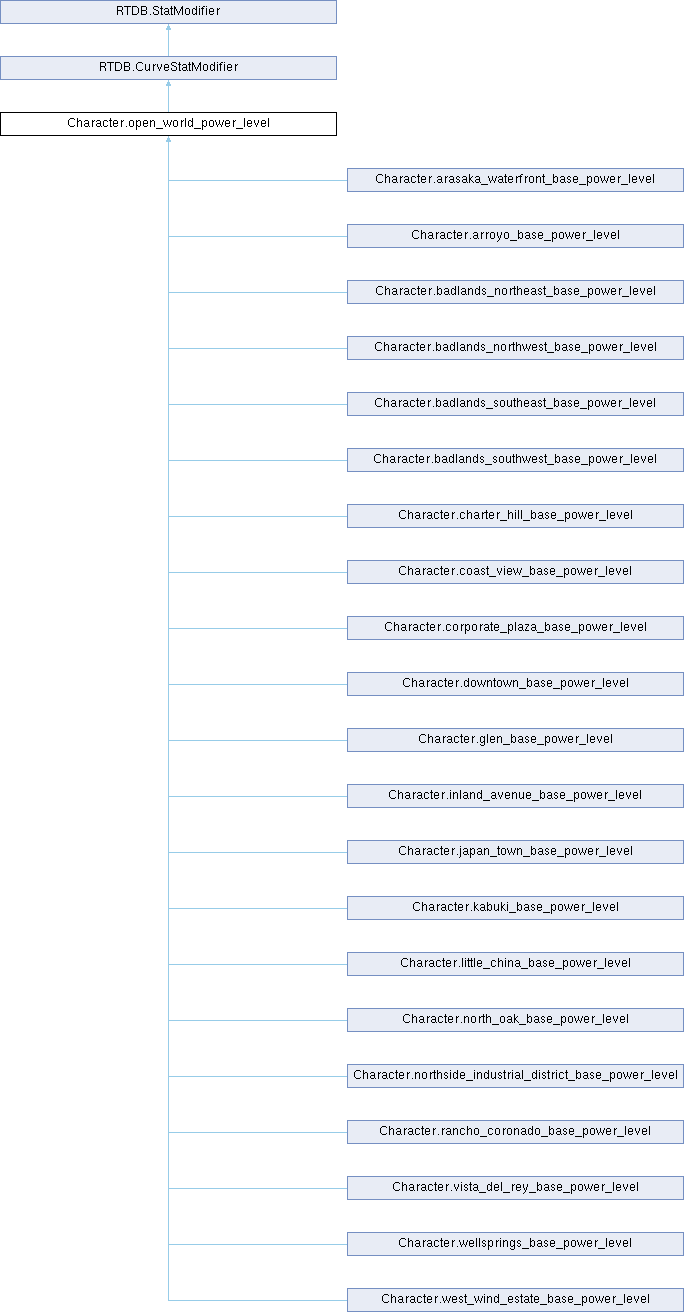 RTDB.StatModifier
RTDB.CurveStatModifier
Character.open_world_power_level
Character.arasaka_waterfront_base_power_level
Character.arroyo_base_power_level
Character.badlands_northeast_base_power_level
Character.badlands_northwest_base_power_level
Character.badlands_southeast_base_power_level
Character.badlands_southwest_base_power_level
Character.charter_hill_base_power_level
Character.coast_view_base_power_level
Character.corporate_plaza_base_power_level
Character.downtown_base_power_level
Character.glen_base_power_level
Character.inland_avenue_base_power_level
Character.japan_town_base_power_level
Character.kabuki_base_power_level
Character.little_china_base_power_level
Character.north_oak_base_power_level
Character.northside_industrial_district_base_power_level
Character.rancho_coronado_base_power_level
Character.vista_del_rey_base_power_level
Character.wellsprings_base_power_level
Character.west_wind_estate_base_power_level